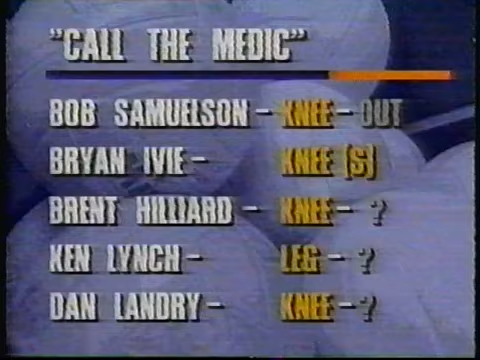 "CALL THE MEDIC"
BOB SAMUELSON - KNEE - OUT
BRYAN IVIE - KNEE (S)
BRENT HILLIARD - KNEE - ?
KEN LYNCH - LEG - ?
DAN LANDRY - KNEE - ?